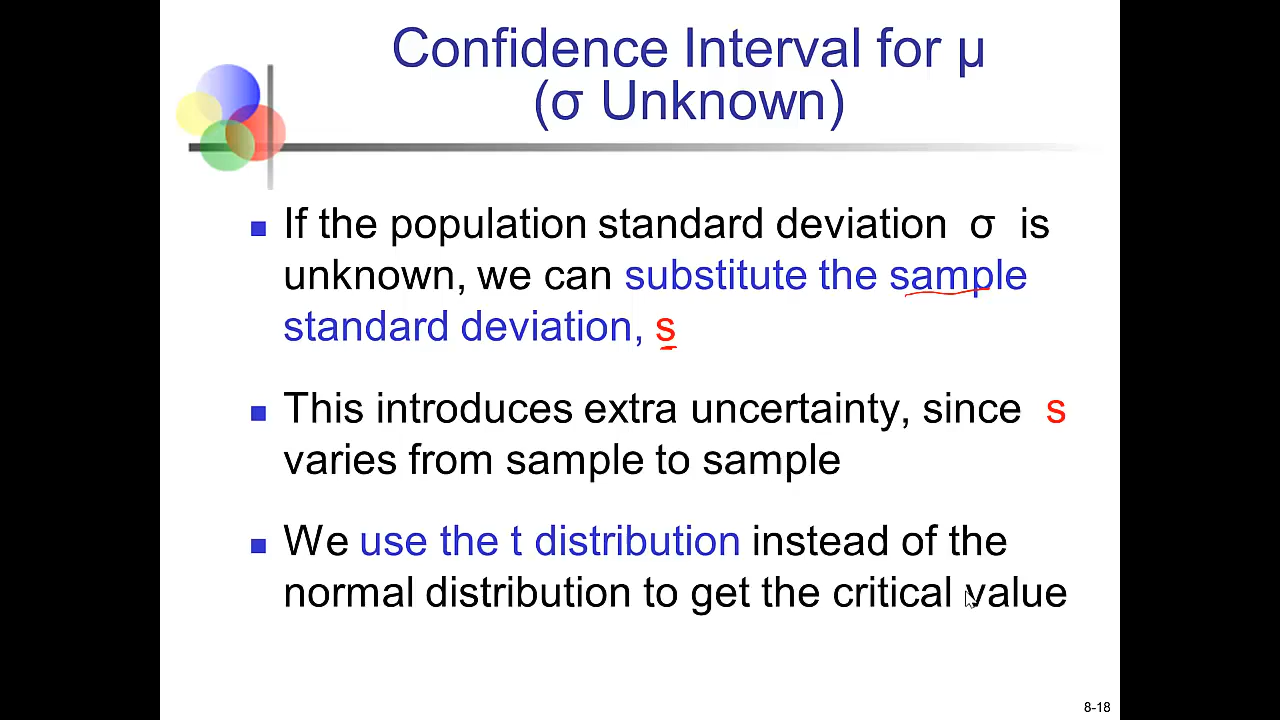 Confidence Interval for μ
(σ Unknown)
If the population standard deviation σ is
unknown, we can substitute the sample
standard deviation, s
This introduces extra uncertainty, since s
varies from sample to sample
We use the t distribution instead of the
normal distribution to get the critical value
8-18